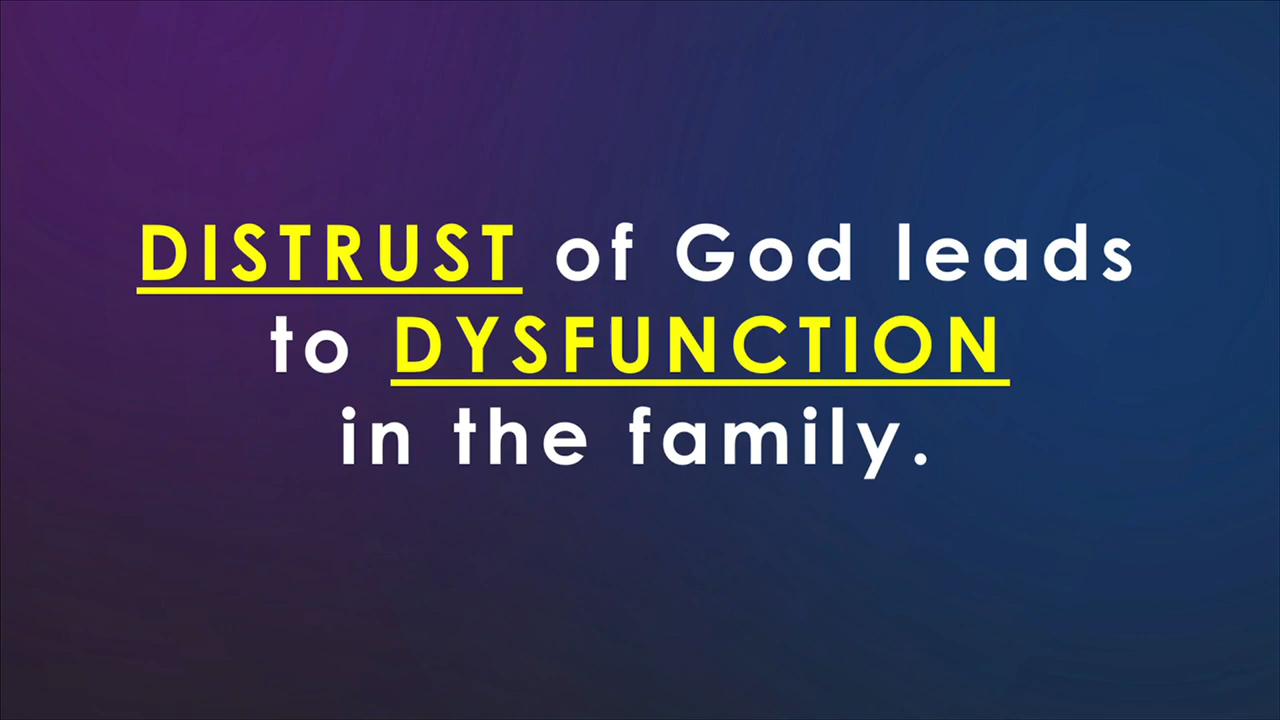 DISTRUST of God leads
to DYSFUNCTION
in the family.